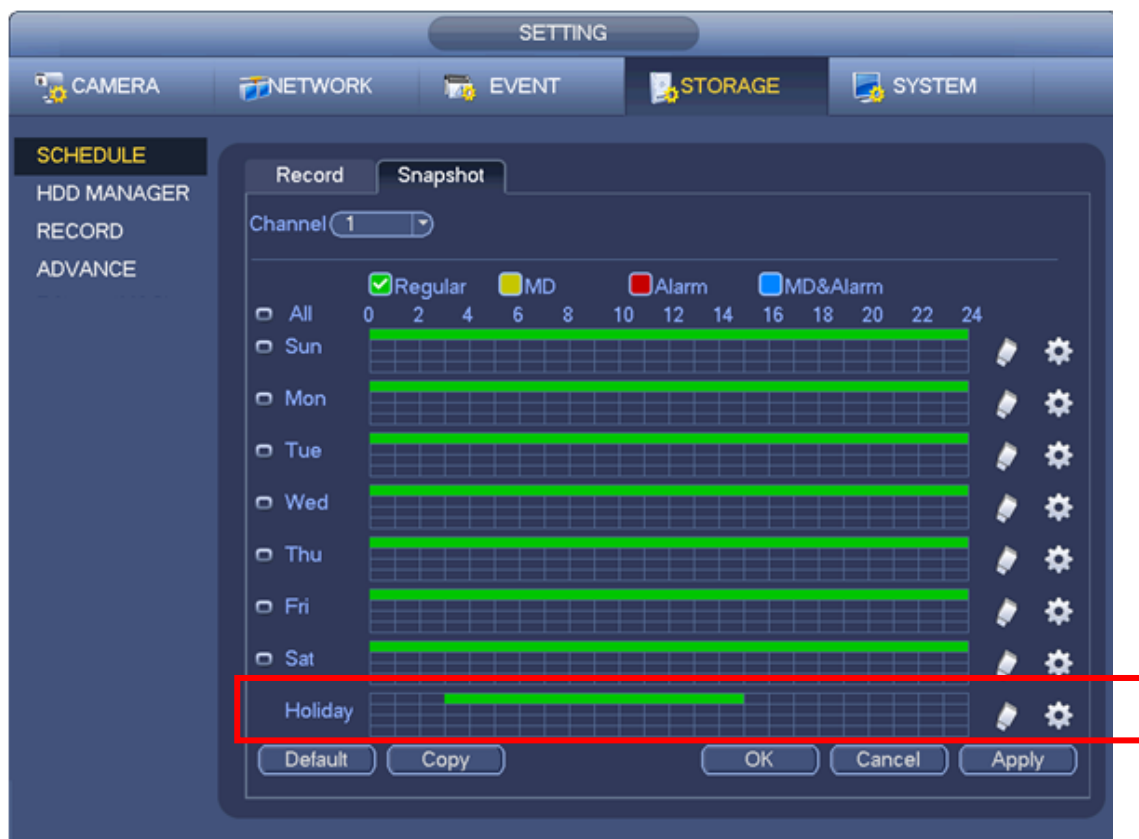 SETTING
CAMERA NETWORK EVENT STORAGE SYSTEM
SCHEDULE
HDD MANAGER
RECORD
ADVANCE
Record Snapshot
Channel 1
Regular MD Alarm MD&Alarm
All 0 2 4 6 8 10 12 14 16 18 20 22 24
Sun
Mon
Tue
Wed
Thu
Fri
Sat
Holiday
Default Copy OK Cancel Apply